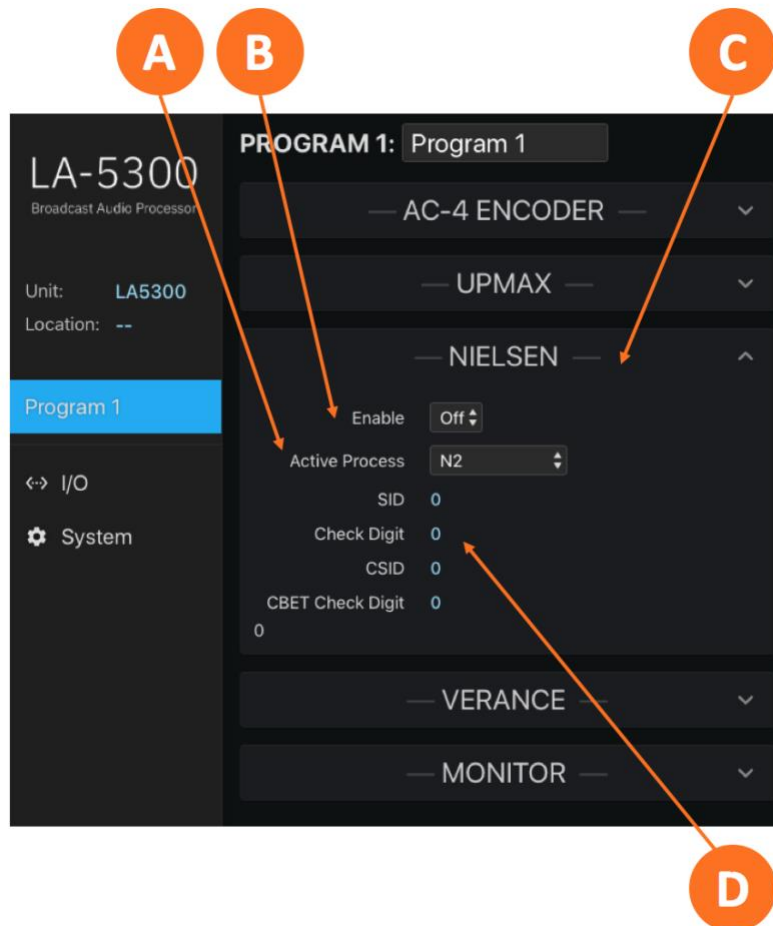 A B C
PROGRAM 1: Program 1
LA-5300
Broadcast Audio Processor
Unit: LA5300
Location: --
Program 1
I/O
System
— AC-4 ENCODER —
— UPMAX —
— NIELSEN —
Enable Off
Active Process N2
SID 0
Check Digit 0
CSID 0
CBET Check Digit 0
0
— VERANCE —
— MONITOR —
D